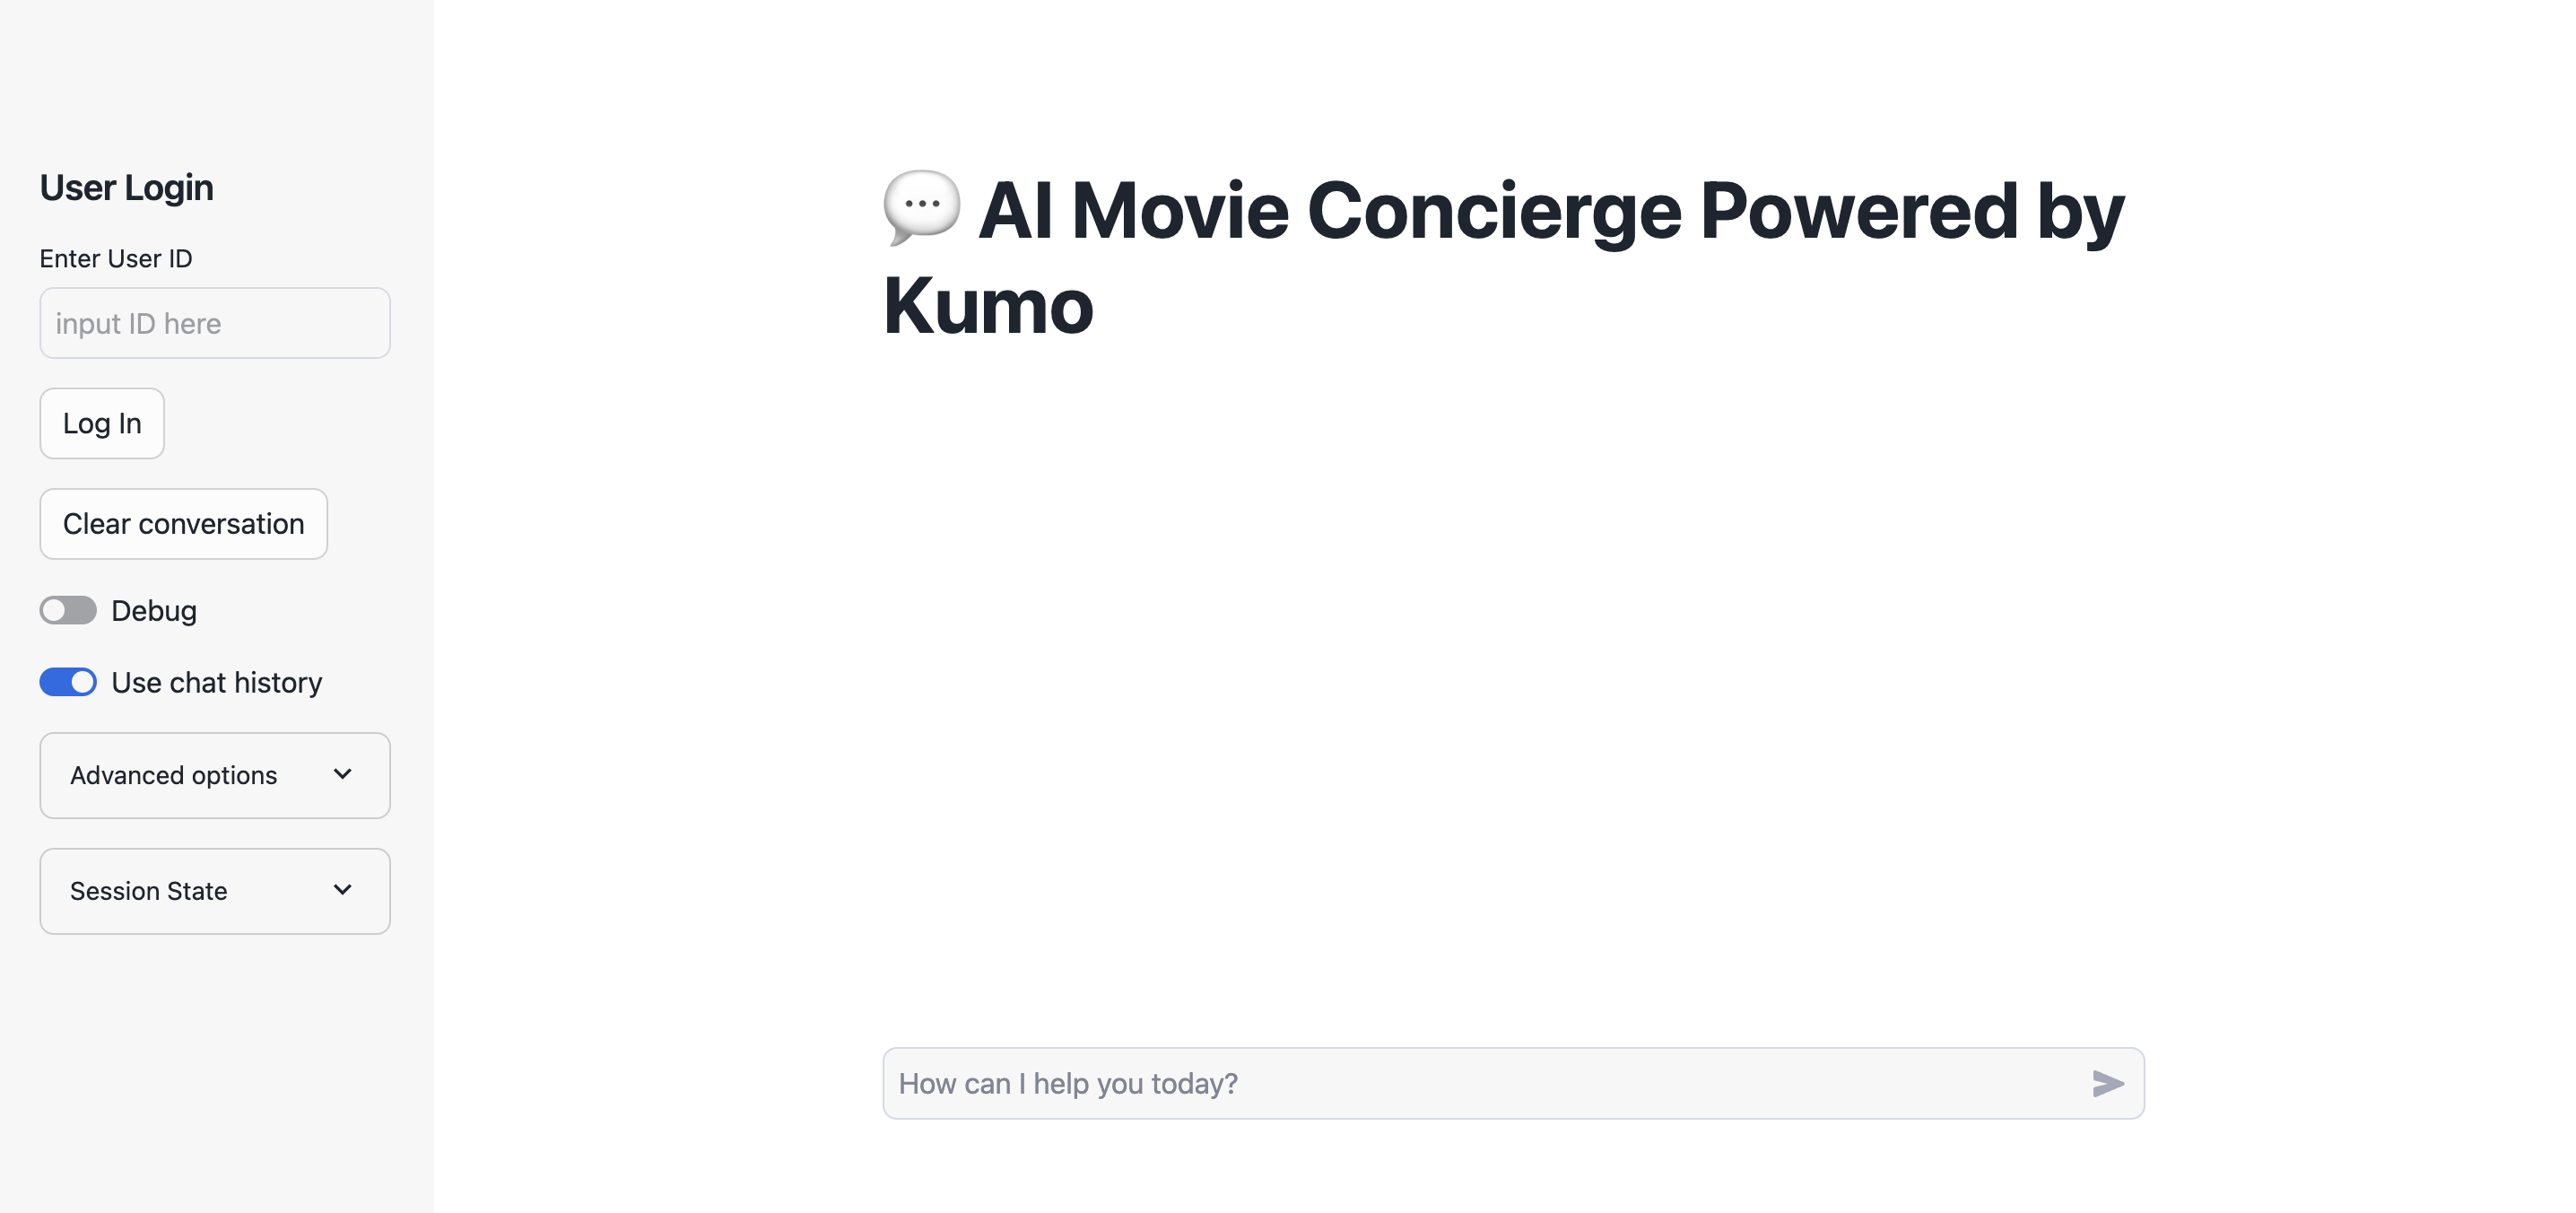 User Login
Enter User ID
input ID here
Log In
Clear conversation
Debug
Use chat history
Advanced options
Session State
AI Movie Concierge Powered by
Kumo
How can I help you today?